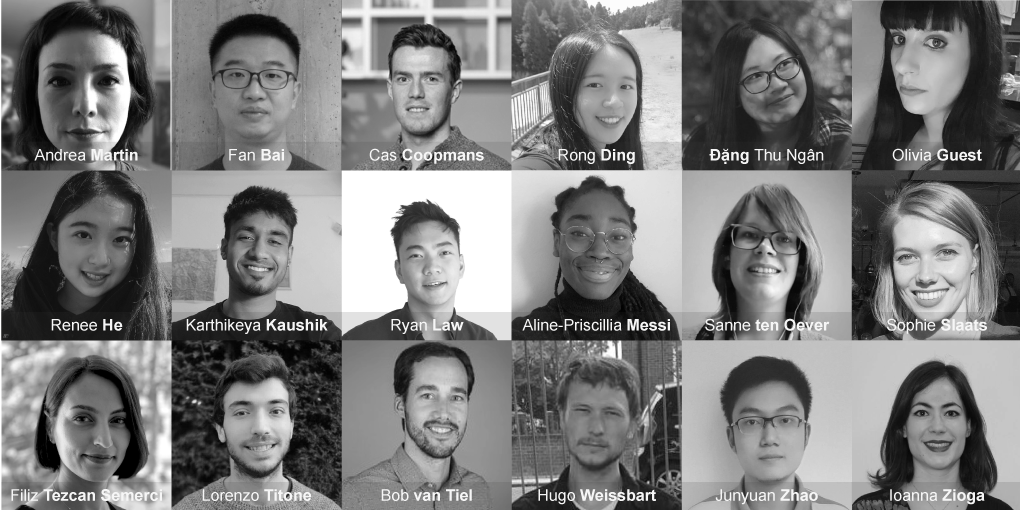 Andrea Martin
Fan Bai
Cas Coopmans
Rong Ding
Đặng Thu Ngân
Olivia Guest
Renee He
Karthikeya Kaushik
Ryan Law
Aline-Priscillia Messi
Sanne ten Oever
Sophie Slaats
Filiz Tezcan Semerci
Lorenzo Titone
Bob van Tiel
Hugo Weissbart
Junyuan Zhao
Ioanna Zioga